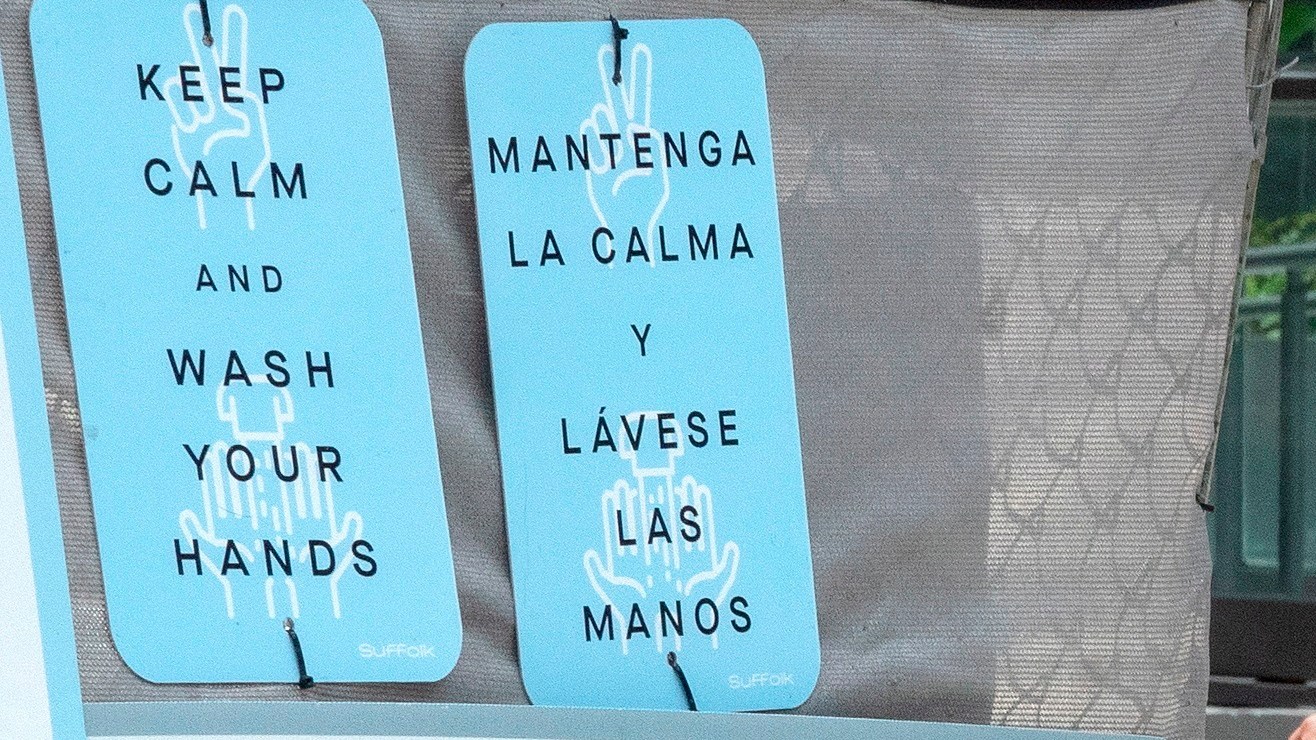 KEEP
CALM
AND
WASH
YOUR
HANDS
Suffolk
MANTENGA
LA CALMA
Y
LÁVESE
LAS
MANOS
Suffolk